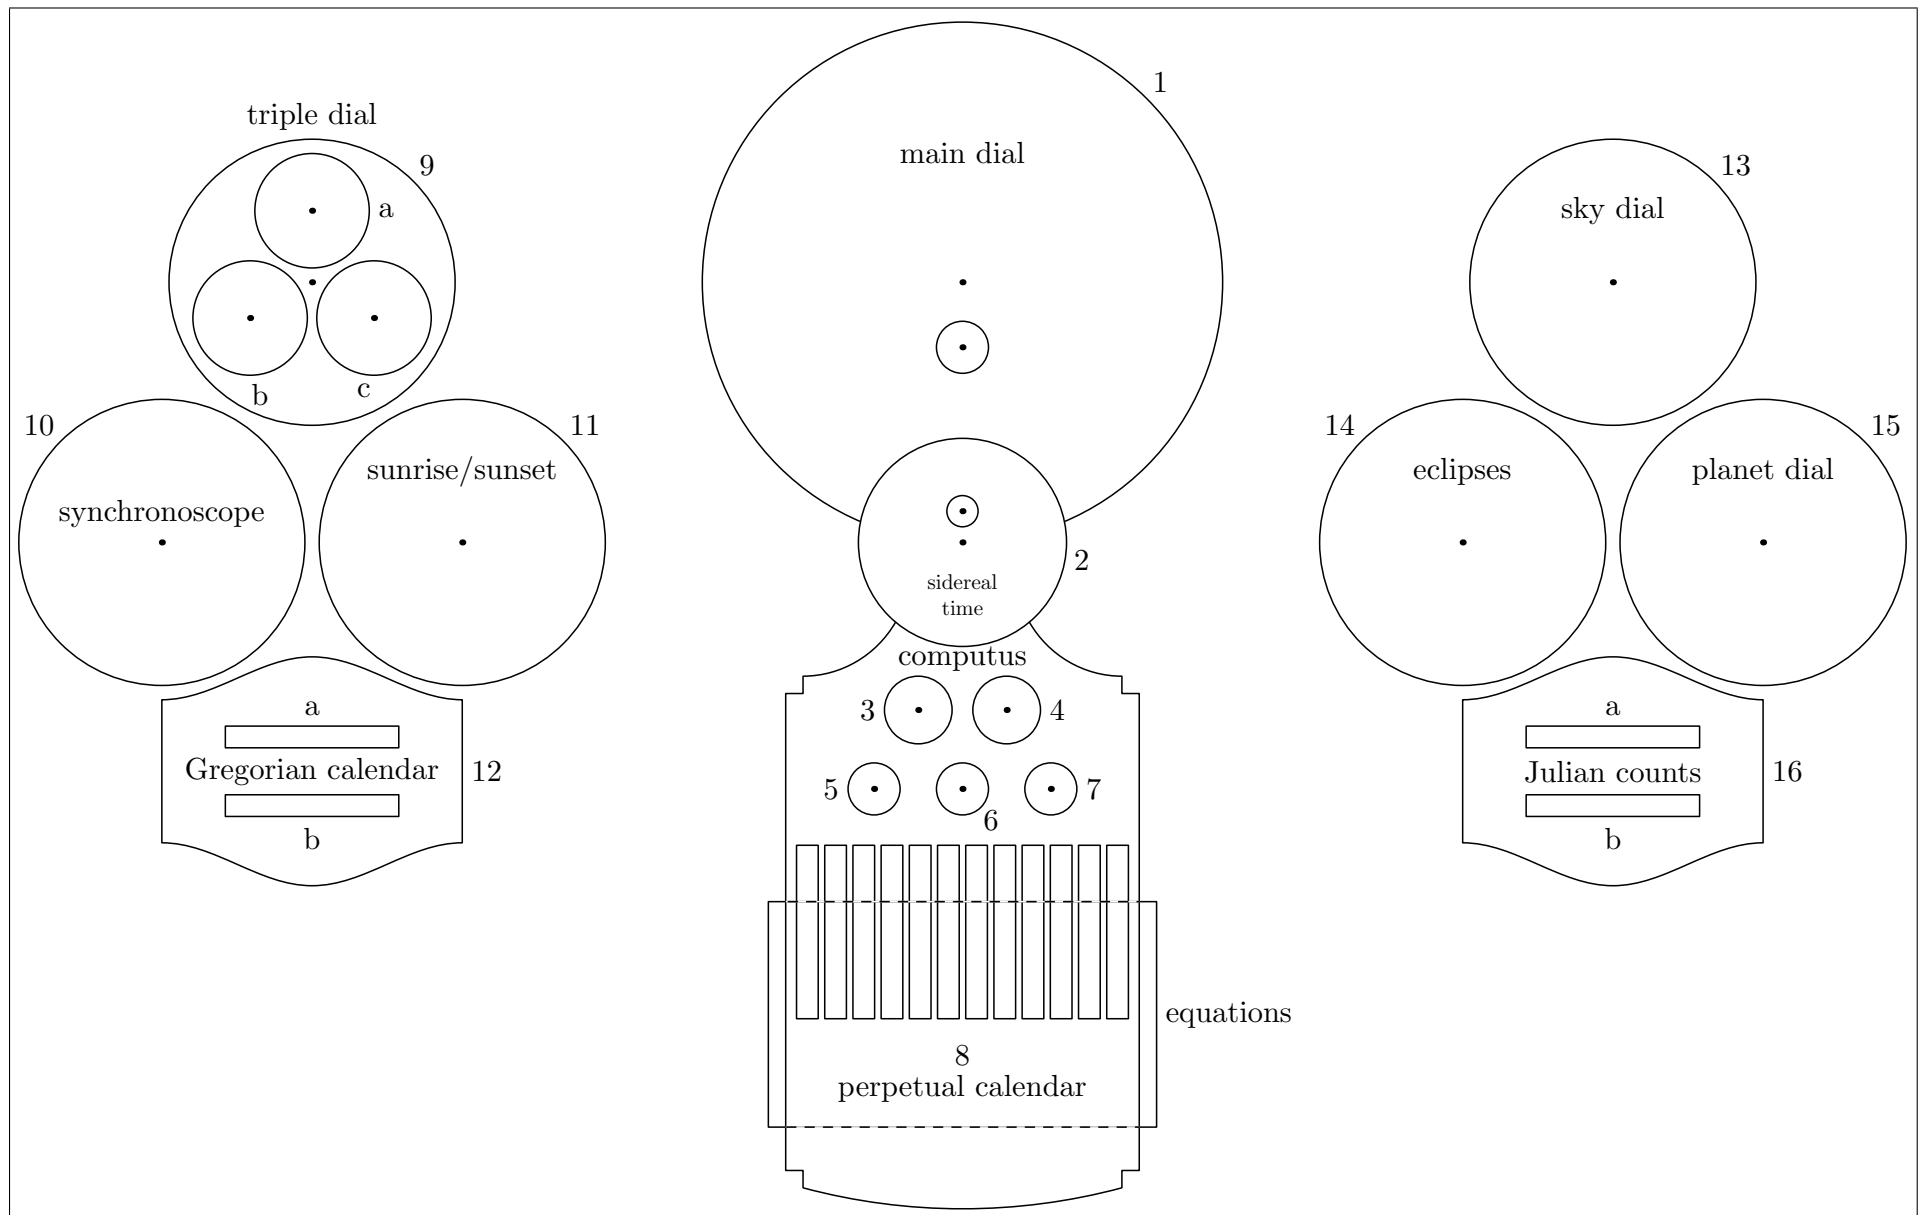 triple dial
9
a
b
c
10
synchronoscope
11
sunrise/sunset
a
Gregorian calendar
12
b
1
main dial
2
sidereal
time
computus
3
4
5
6
7
8
perpetual calendar
equations
13
sky dial
14
eclipses
15
planet dial
a
Julian counts
16
b